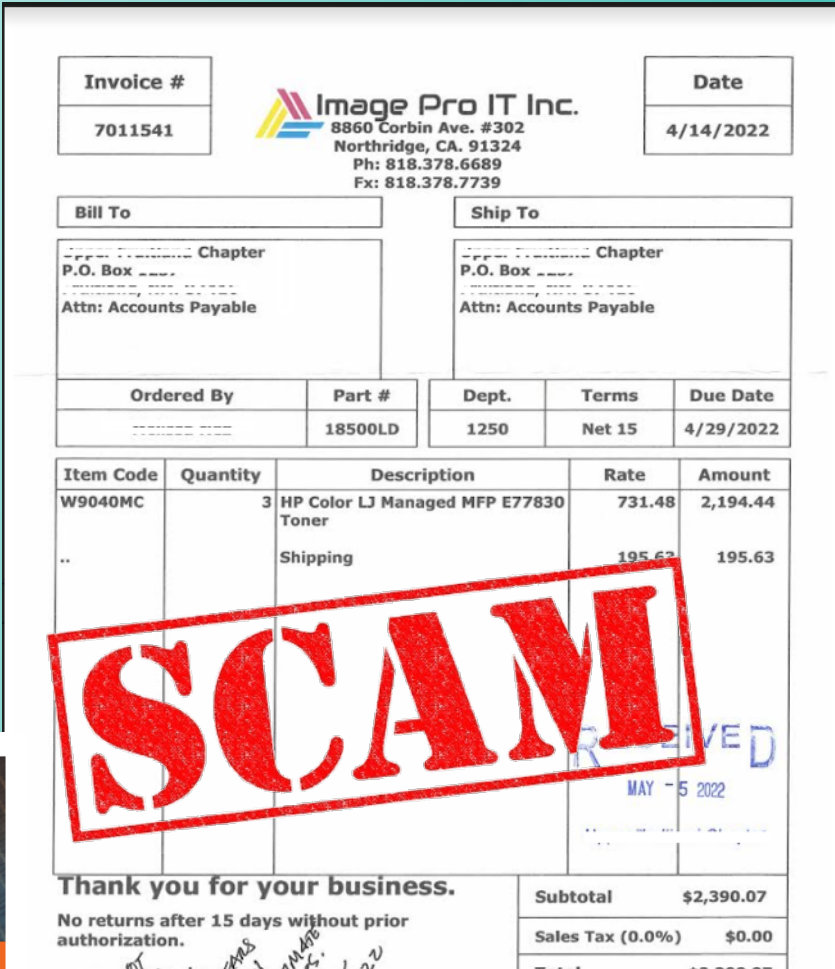 Invoice #
7011541
Image Pro IT Inc.
8860 Corbin Ave. #302
Northridge, CA. 91324
Ph: 818.378.6689
Fx: 818.378.7739
Date
4/14/2022
Bill To
Chapter
P.O. Box
Attn: Accounts Payable
Ship To
Chapter
P.O. Box
Attn: Accounts Payable
Ordered By Part # Dept. Terms Due Date
18500LD 1250 Net 15 4/29/2022
Item Code Quantity Description Rate Amount
W9040MC 3 HP Color LJ Managed MFP E77830 731.48 2,194.44
Toner
.. Shipping 195.63 195.63
SCAM
RECEIVED
MAY - 5 2022
Thank you for your business.
No returns after 15 days without prior
authorization.
Subtotal $2,390.07
Sales Tax (0.0%) $0.00